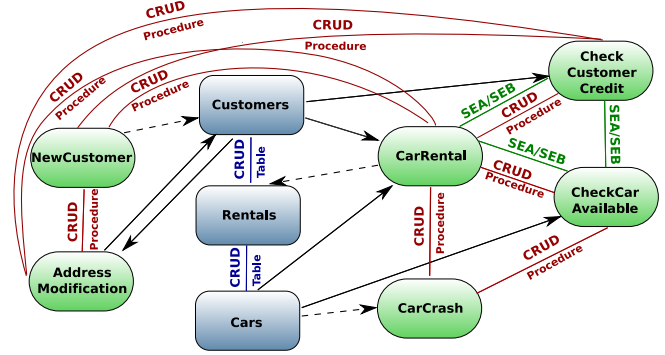 CRUD
Procedure
CRUD
Procedure
CRUD
Procedure
CRUD
Procedure
Check
Customer
Credit
Customers
SEA/SEB
CRUD
Procedure
NewCustomer
CRUD
Table
CarRental
SEA/SEB
SEA/SEB
CRUD
Procedure
CheckCar
Available
CRUD
Procedure
Rentals
CRUD
Procedure
CRUD
Procedure
CRUD
Table
Address
Modification
Cars
CarCrash